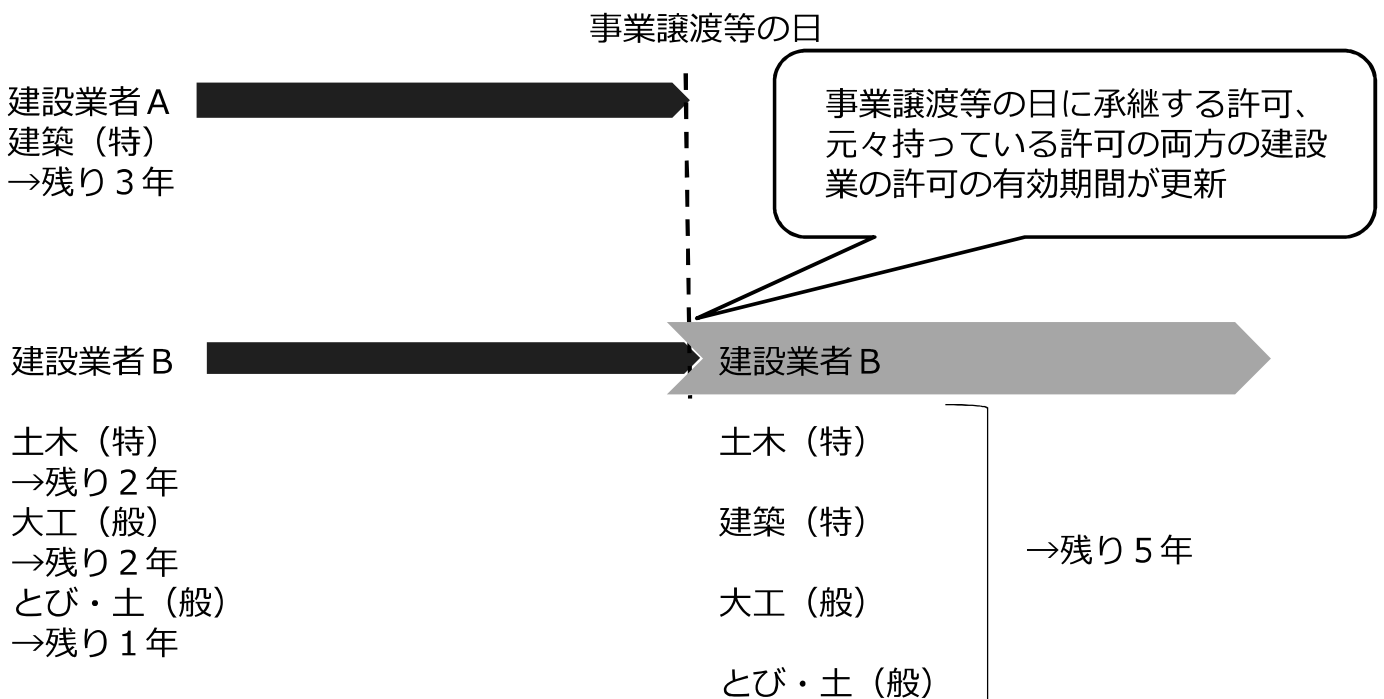 事業譲渡等の日
建設業者Ａ
建築（特）
→残り３年
事業譲渡等の日に承継する許可、
元々持っている許可の両方の建設
業の許可の有効期間が更新
建設業者Ｂ
土木（特）
→残り２年
大工（般）
→残り２年
とび・土（般）
→残り１年
建設業者Ｂ
土木（特）
建築（特）
大工（般）
とび・土（般）
→残り５年